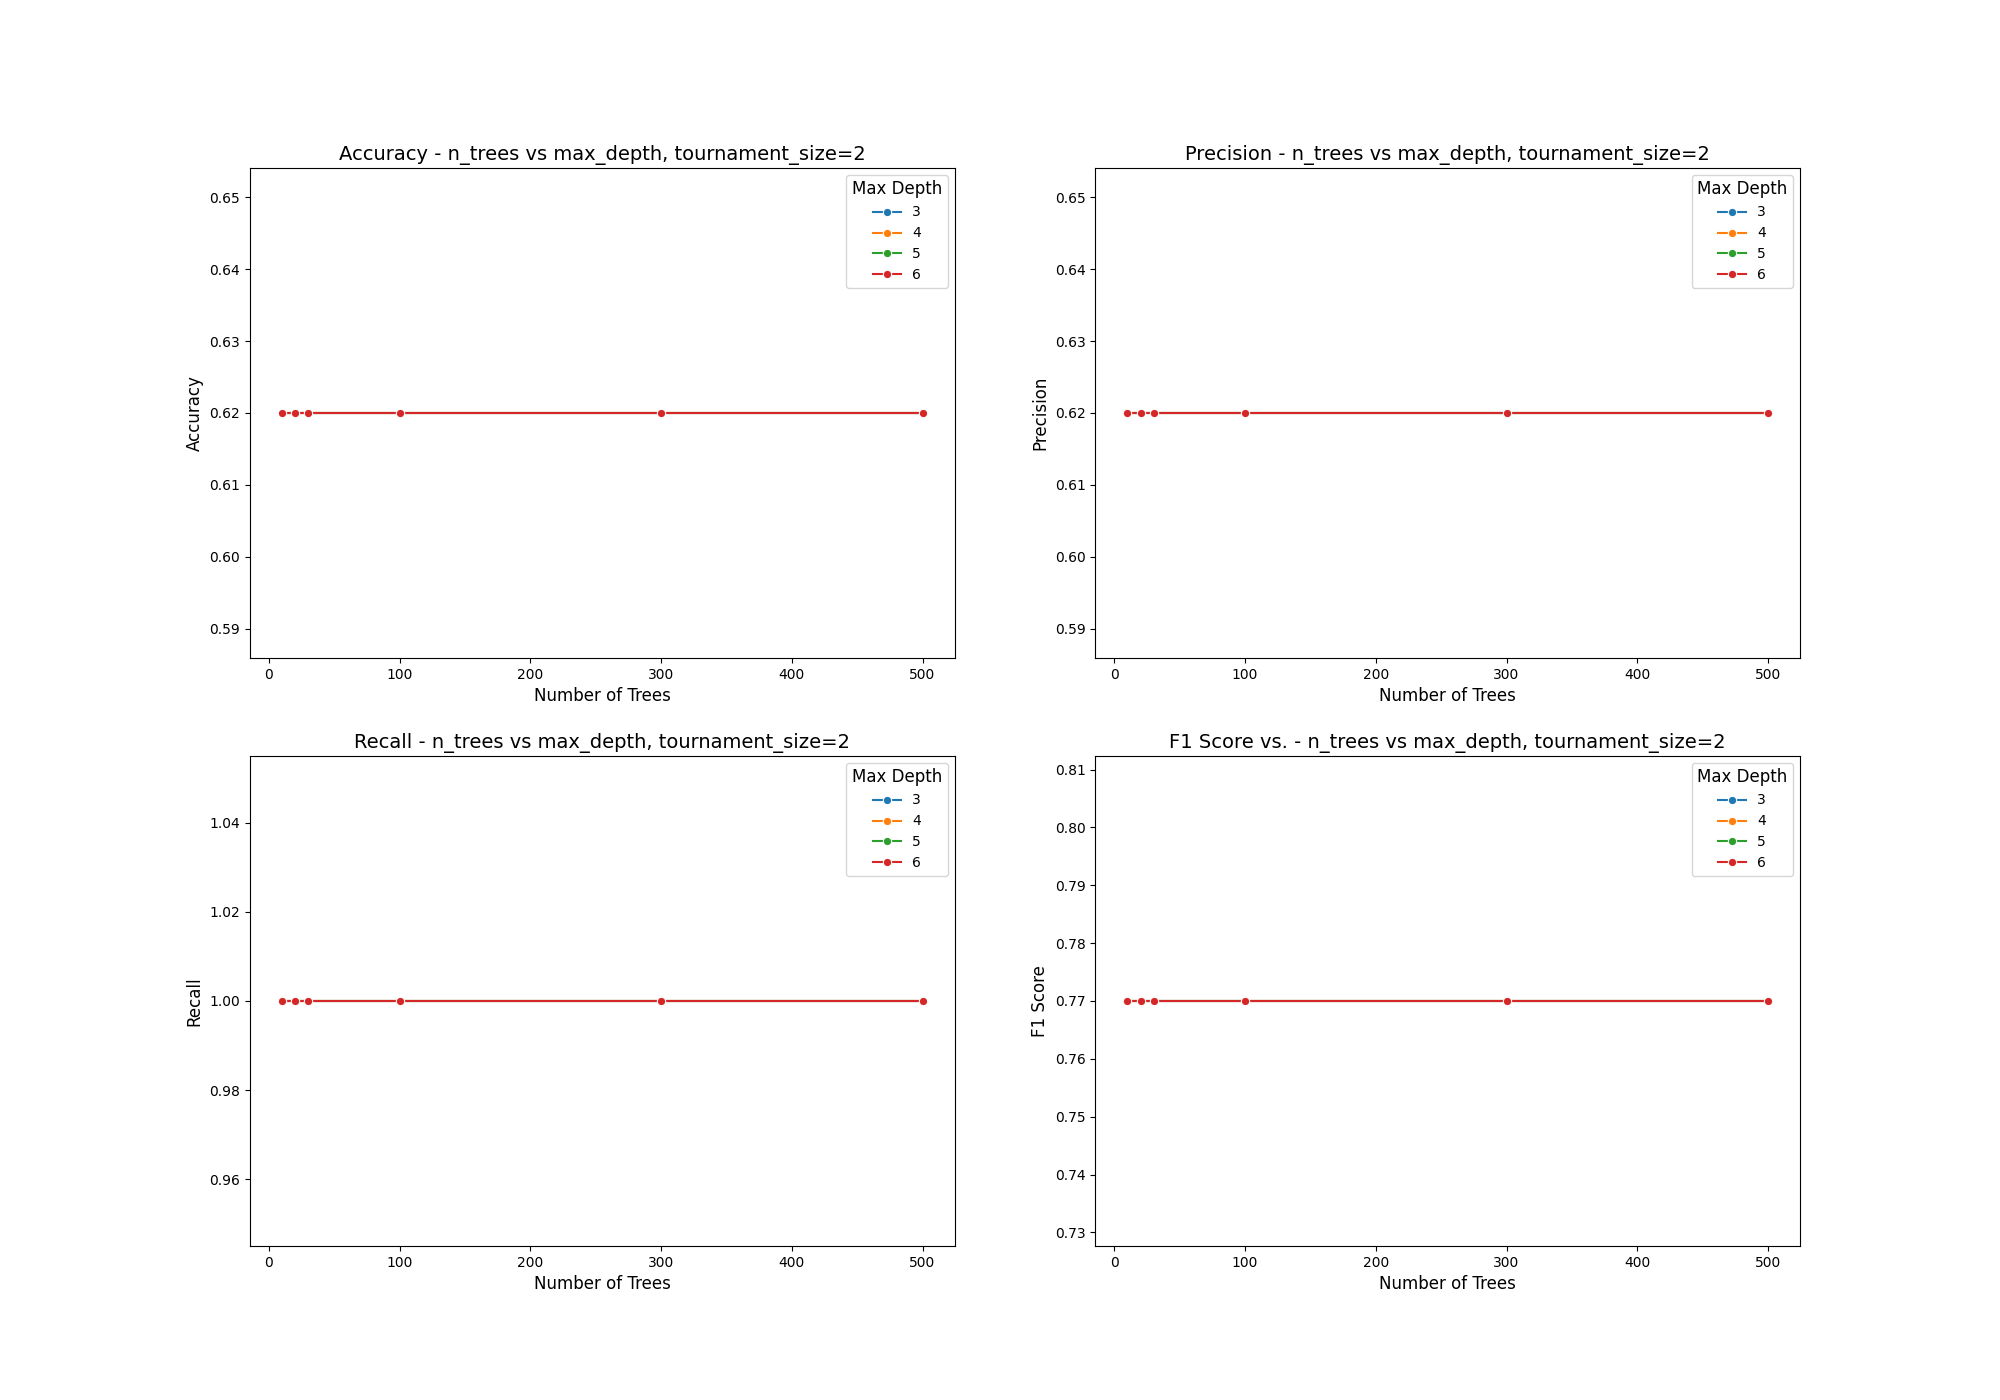 Accuracy - n_trees vs max_depth, tournament_size=2
Max Depth
3
4
5
6
0.65
0.64
0.63
0.62
0.61
0.60
0.59
Accuracy
0 100 200 300 400 500
Number of Trees
Precision - n_trees vs max_depth, tournament_size=2
Max Depth
3
4
5
6
0.65
0.64
0.63
0.62
0.61
0.60
0.59
Precision
0 100 200 300 400 500
Number of Trees
Recall - n_trees vs max_depth, tournament_size=2
Max Depth
3
4
5
6
1.04
1.02
1.00
0.98
0.96
Recall
0 100 200 300 400 500
Number of Trees
F1 Score vs. - n_trees vs max_depth, tournament_size=2
Max Depth
3
4
5
6
0.81
0.80
0.79
0.78
0.77
0.76
0.75
0.74
0.73
F1 Score
0 100 200 300 400 500
Number of Trees